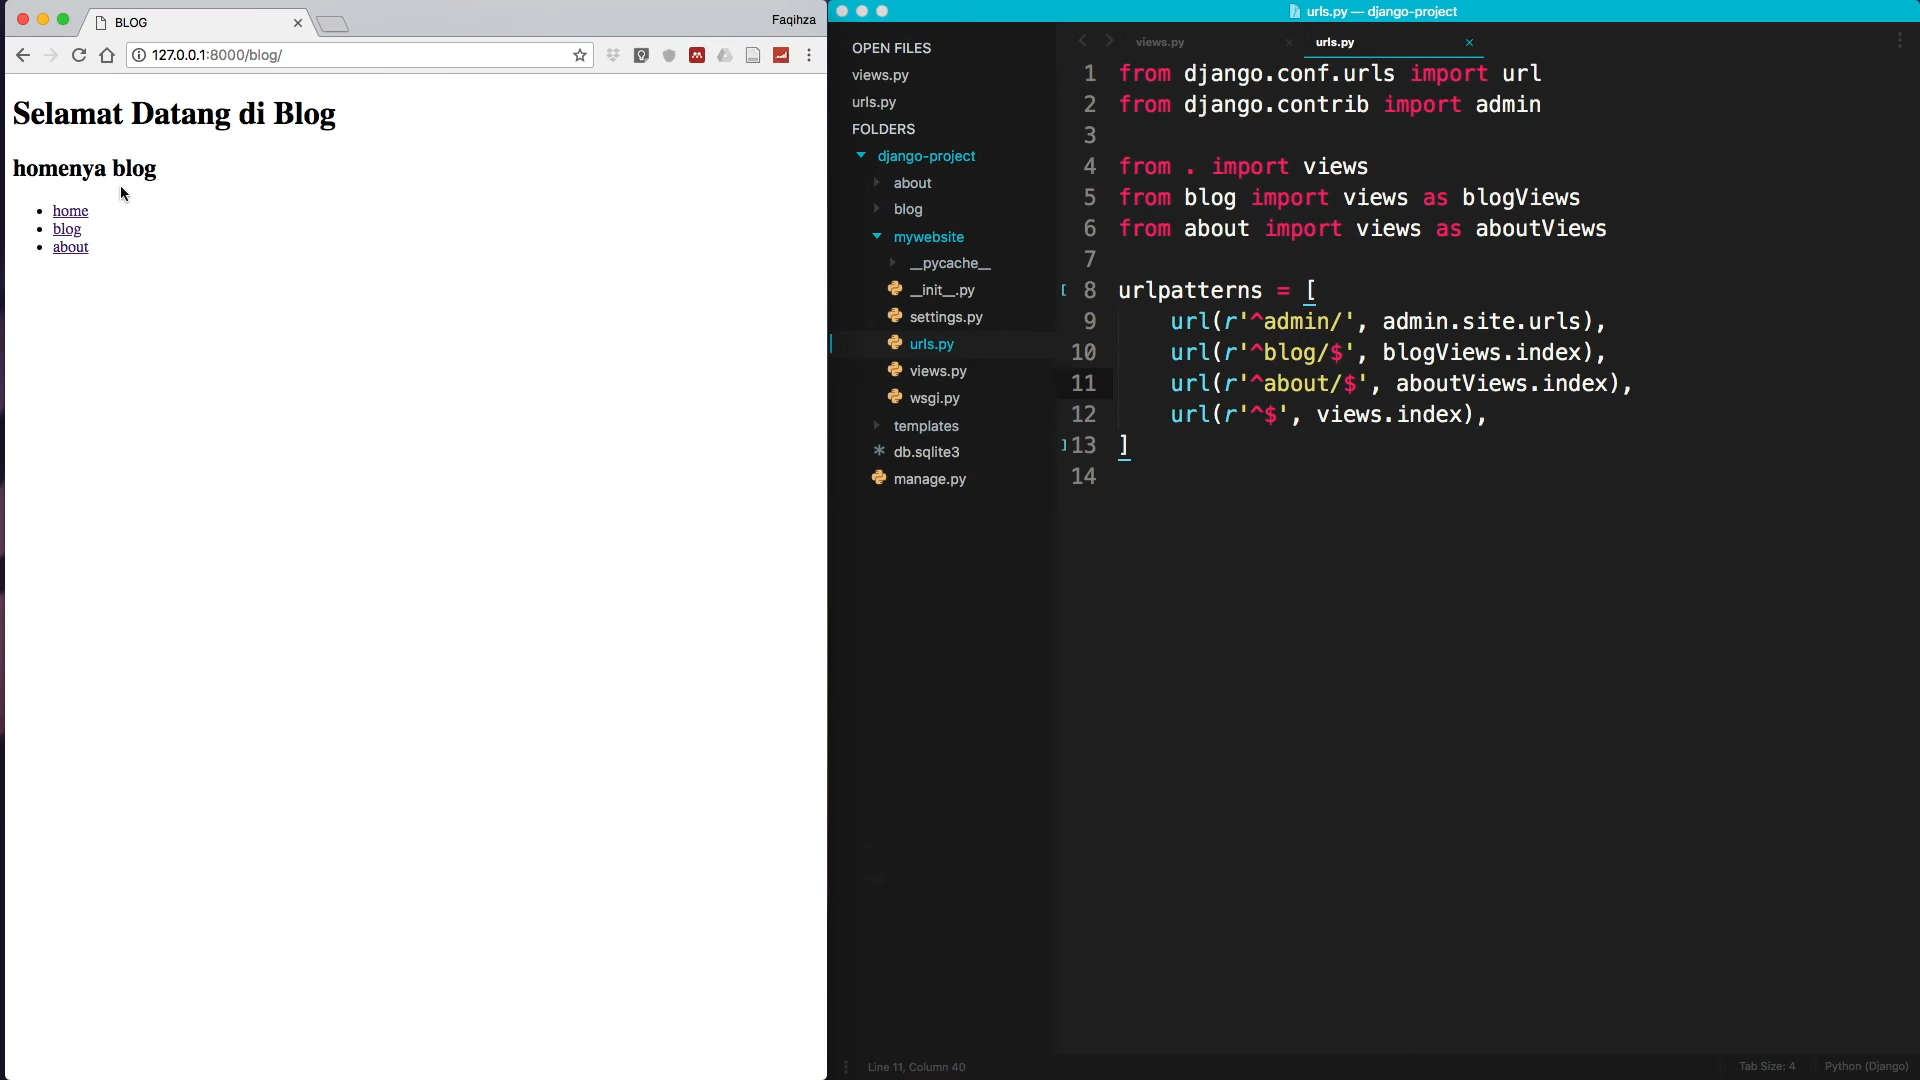 BLOG
Faqihza
127.0.0.1:8000/blog/
Selamat Datang di Blog
homenya blog
home
blog
about
urls.py — django-project
OPEN FILES
views.py
urls.py
FOLDERS
django-project
about
blog
mywebsite
__pycache__
__init__.py
settings.py
urls.py
views.py
wsgi.py
templates
db.sqlite3
manage.py
views.py
urls.py
1 from django.conf.urls import url
2 from django.contrib import admin
3
4 from . import views
5 from blog import views as blogViews
6 from about import views as aboutViews
7
8 urlpatterns = [
9 url(r'^admin/', admin.site.urls),
10 url(r'^blog/$', blogViews.index),
11 url(r'^about/$', aboutViews.index),
12 url(r'^$', views.index),
13 ]
14
Line 11, Column 40
Tab Size: 4
Python (Django)